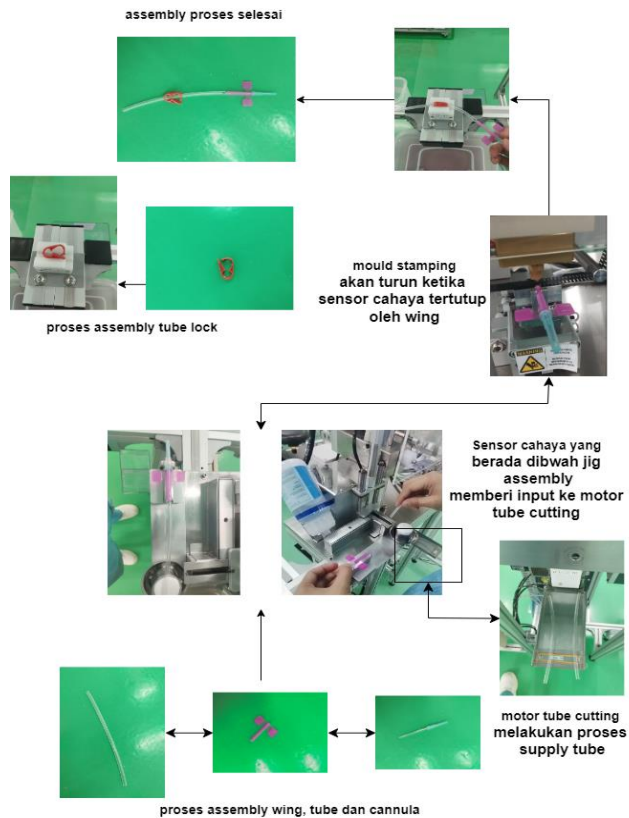 assembly proses selesai
mould stamping
akan turun ketika
sensor cahaya tertutup
oleh wing
proses assembly tube lock
Sensor cahaya yang
berada dibwah jig
assembly
memberi input ke motor
tube cutting
motor tube cutting
melakukan proses
supply tube
proses assembly wing, tube dan cannula